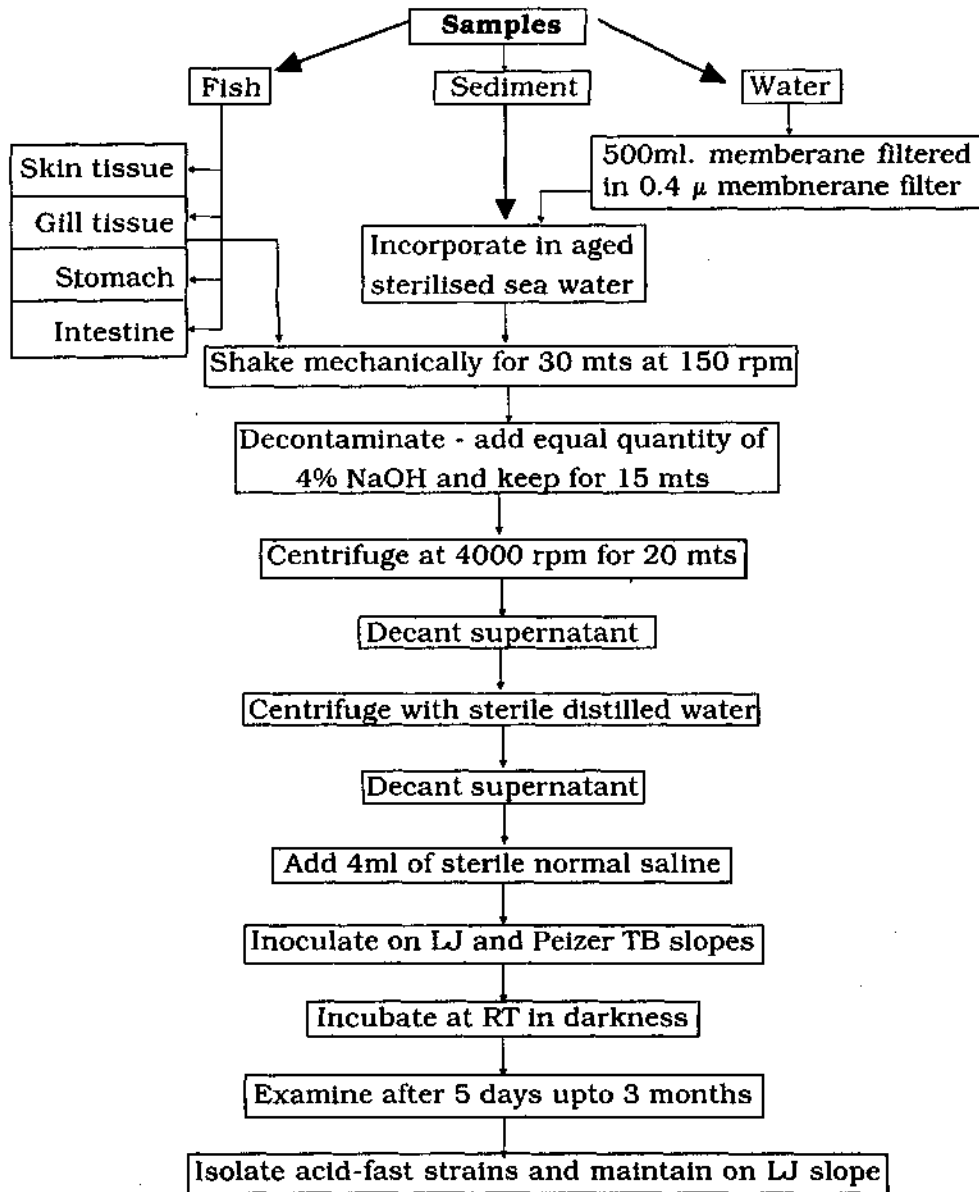 Samples
Fish
Sediment
Water
Skin tissue
Gill tissue
Stomach
Intestine
500ml. memberane filtered
in 0.4 µ membnerane filter
Incorporate in aged
sterilised sea water
Shake mechanically for 30 mts at 150 rpm
Decontaminate - add equal quantity of
4% NaOH and keep for 15 mts
Centrifuge at 4000 rpm for 20 mts
Decant supernatant
Centrifuge with sterile distilled water
Decant supernatant
Add 4ml of sterile normal saline
Inoculate on LJ and Peizer TB slopes
Incubate at RT in darkness
Examine after 5 days upto 3 months
Isolate acid-fast strains and maintain on LJ slope